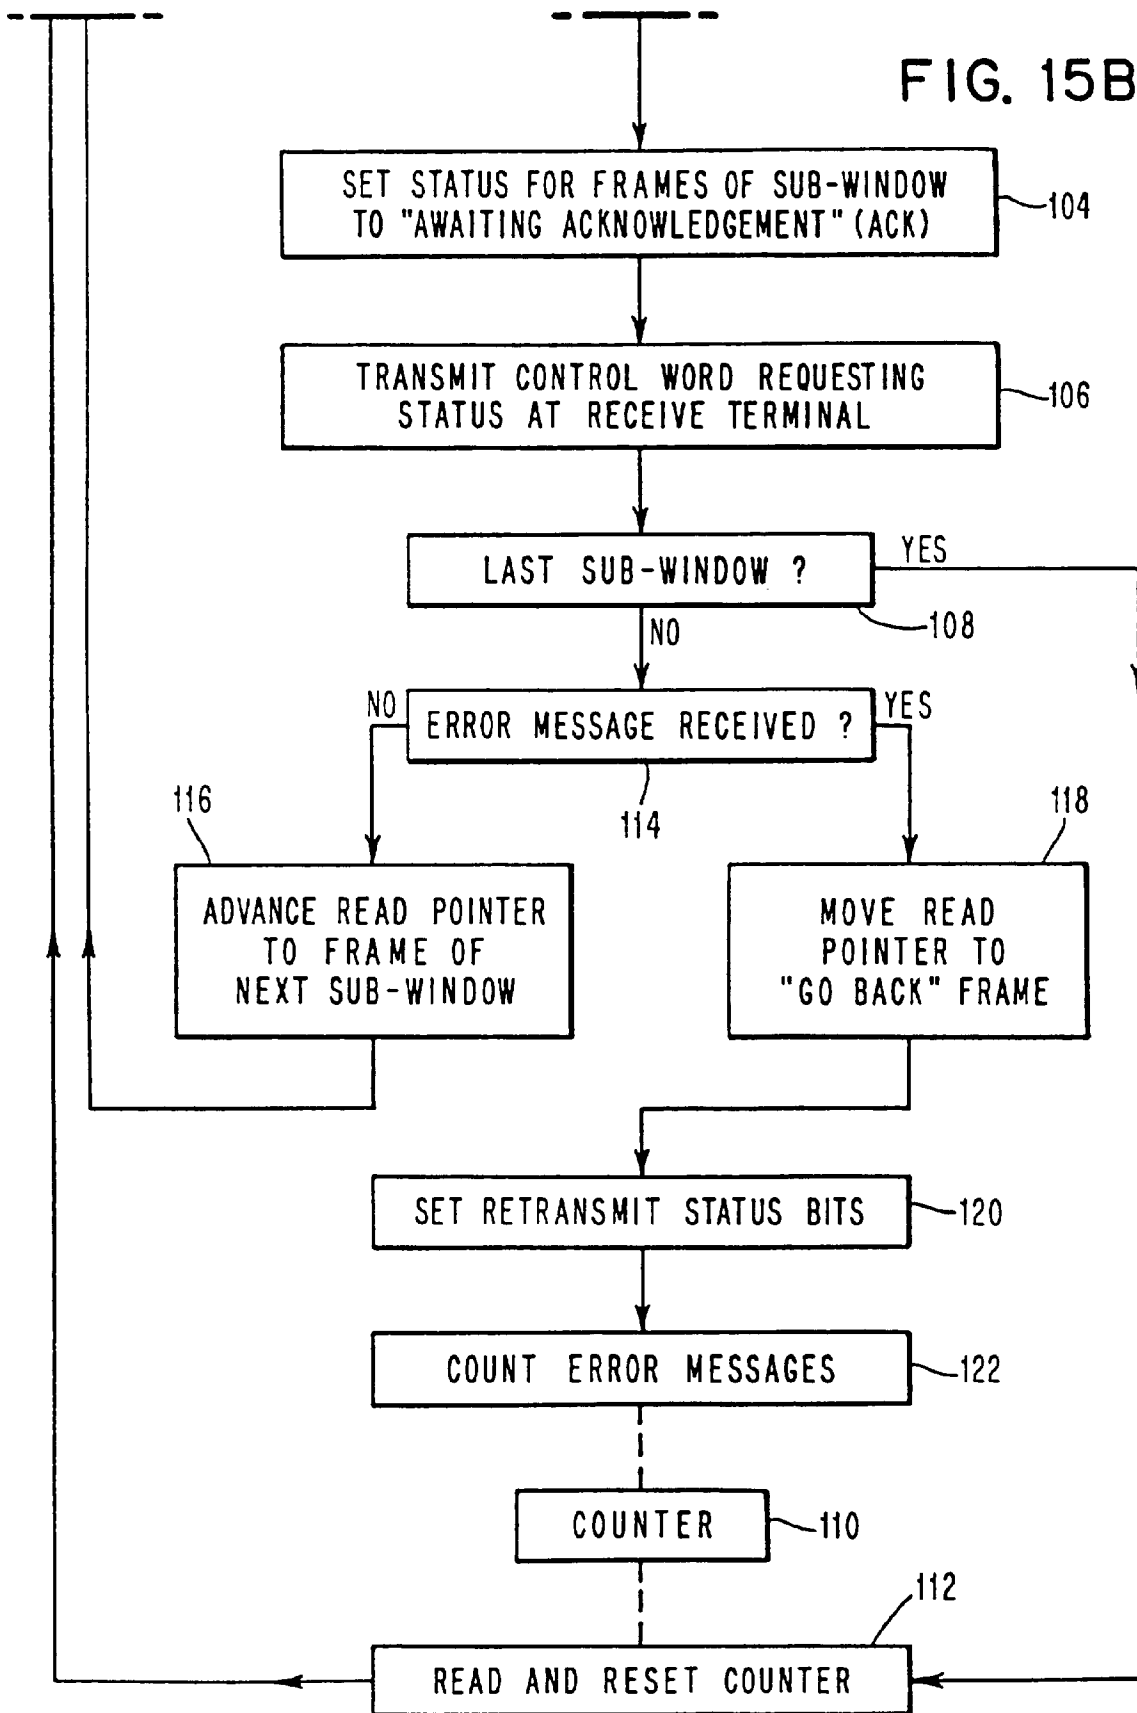 FIG. 15B
SET STATUS FOR FRAMES OF SUB-WINDOW
TO "AWAITING ACKNOWLEDGEMENT" (ACK)
104
TRANSMIT CONTROL WORD REQUESTING
STATUS AT RECEIVE TERMINAL
106
LAST SUB-WINDOW ?
YES
108
NO
NO
ERROR MESSAGE RECEIVED ?
YES
114
116
118
ADVANCE READ POINTER
TO FRAME OF
NEXT SUB-WINDOW
MOVE READ
POINTER TO
"GO BACK" FRAME
SET RETRANSMIT STATUS BITS
120
COUNT ERROR MESSAGES
122
COUNTER
110
112
READ AND RESET COUNTER